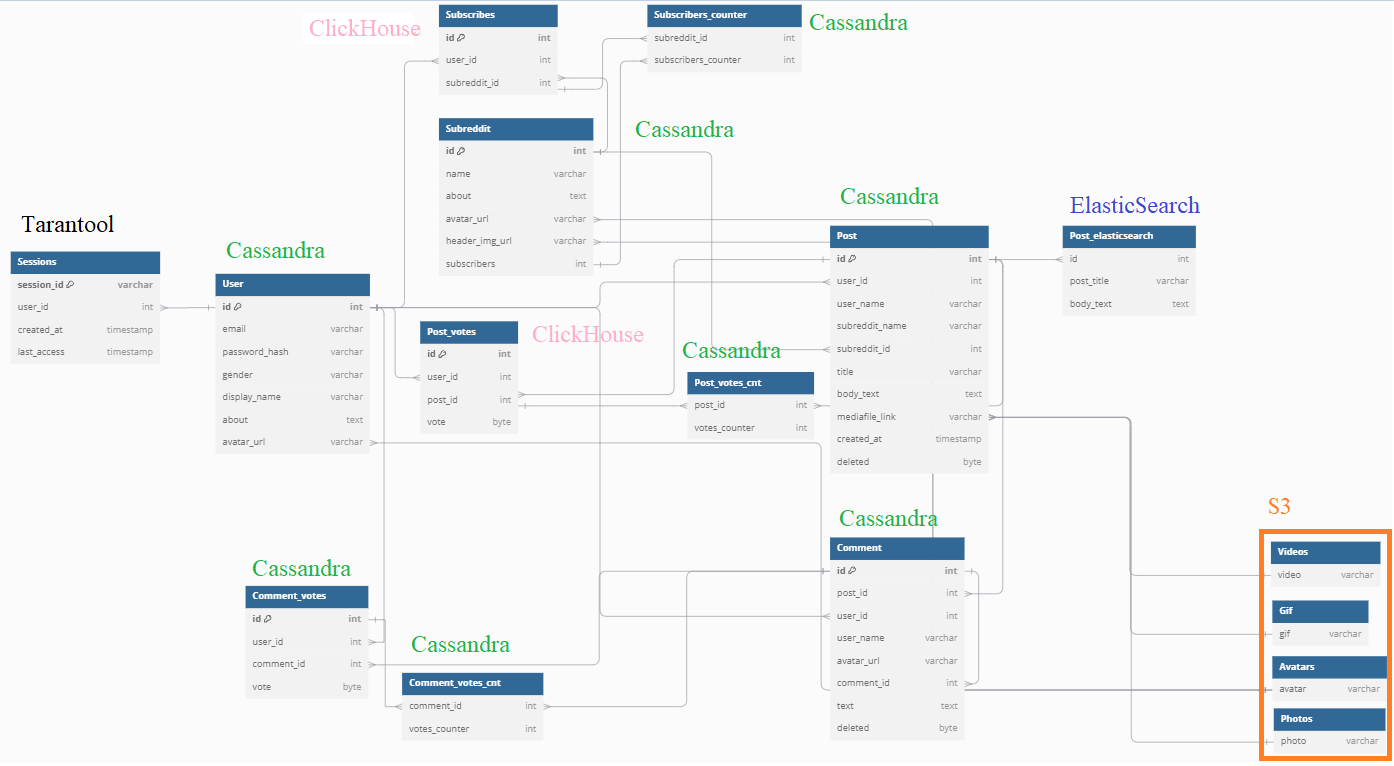 ClickHouse
Subscribes
id int
user_id int
subreddit_id int
Subscribers_counter
subreddit_id int
subscribers_counter int
Cassandra
Subreddit
id int
name varchar
about text
avatar_url varchar
header_img_url varchar
subscribers int
Cassandra
Tarantool
Sessions
session_id varchar
user_id int
created_at timestamp
last_access timestamp
Cassandra
User
id int
email varchar
password_hash varchar
gender varchar
display_name varchar
about text
avatar_url varchar
Post_votes
id int
user_id int
post_id int
vote byte
ClickHouse
Cassandra
Post_votes_cnt
post_id int
votes_counter int
Cassandra
Post
id int
user_id int
user_name varchar
subreddit_name varchar
subreddit_id int
title varchar
body_text text
mediafile_link varchar
created_at timestamp
deleted byte
ElasticSearch
Post_elasticsearch
id int
post_title varchar
body_text text
Cassandra
Comment_votes
id int
user_id int
comment_id int
vote byte
Cassandra
Comment_votes_cnt
comment_id int
votes_counter int
Cassandra
Comment
id int
post_id int
user_id int
user_name varchar
avatar_url varchar
comment_id int
text text
deleted byte
S3
Videos
video varchar
Gif
gif varchar
Avatars
avatar varchar
Photos
photo varchar